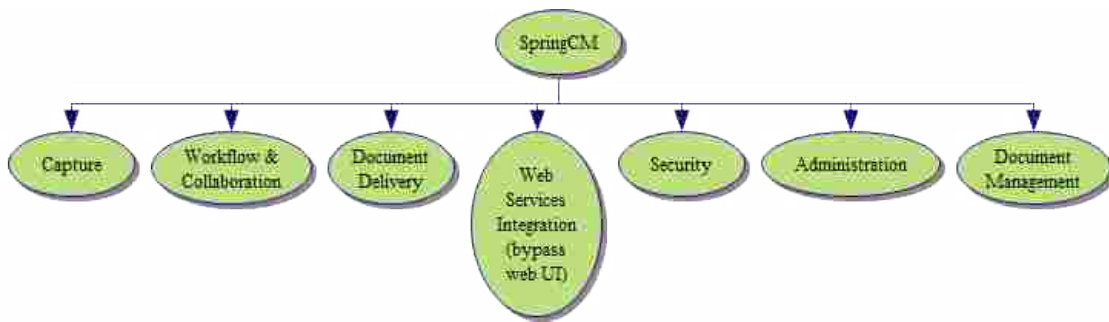 SpringCM
Capture
Workflow &
Collaboration
Document
Delivery
Web
Services
Integration
(bypass
web UI)
Security
Administration
Document
Management